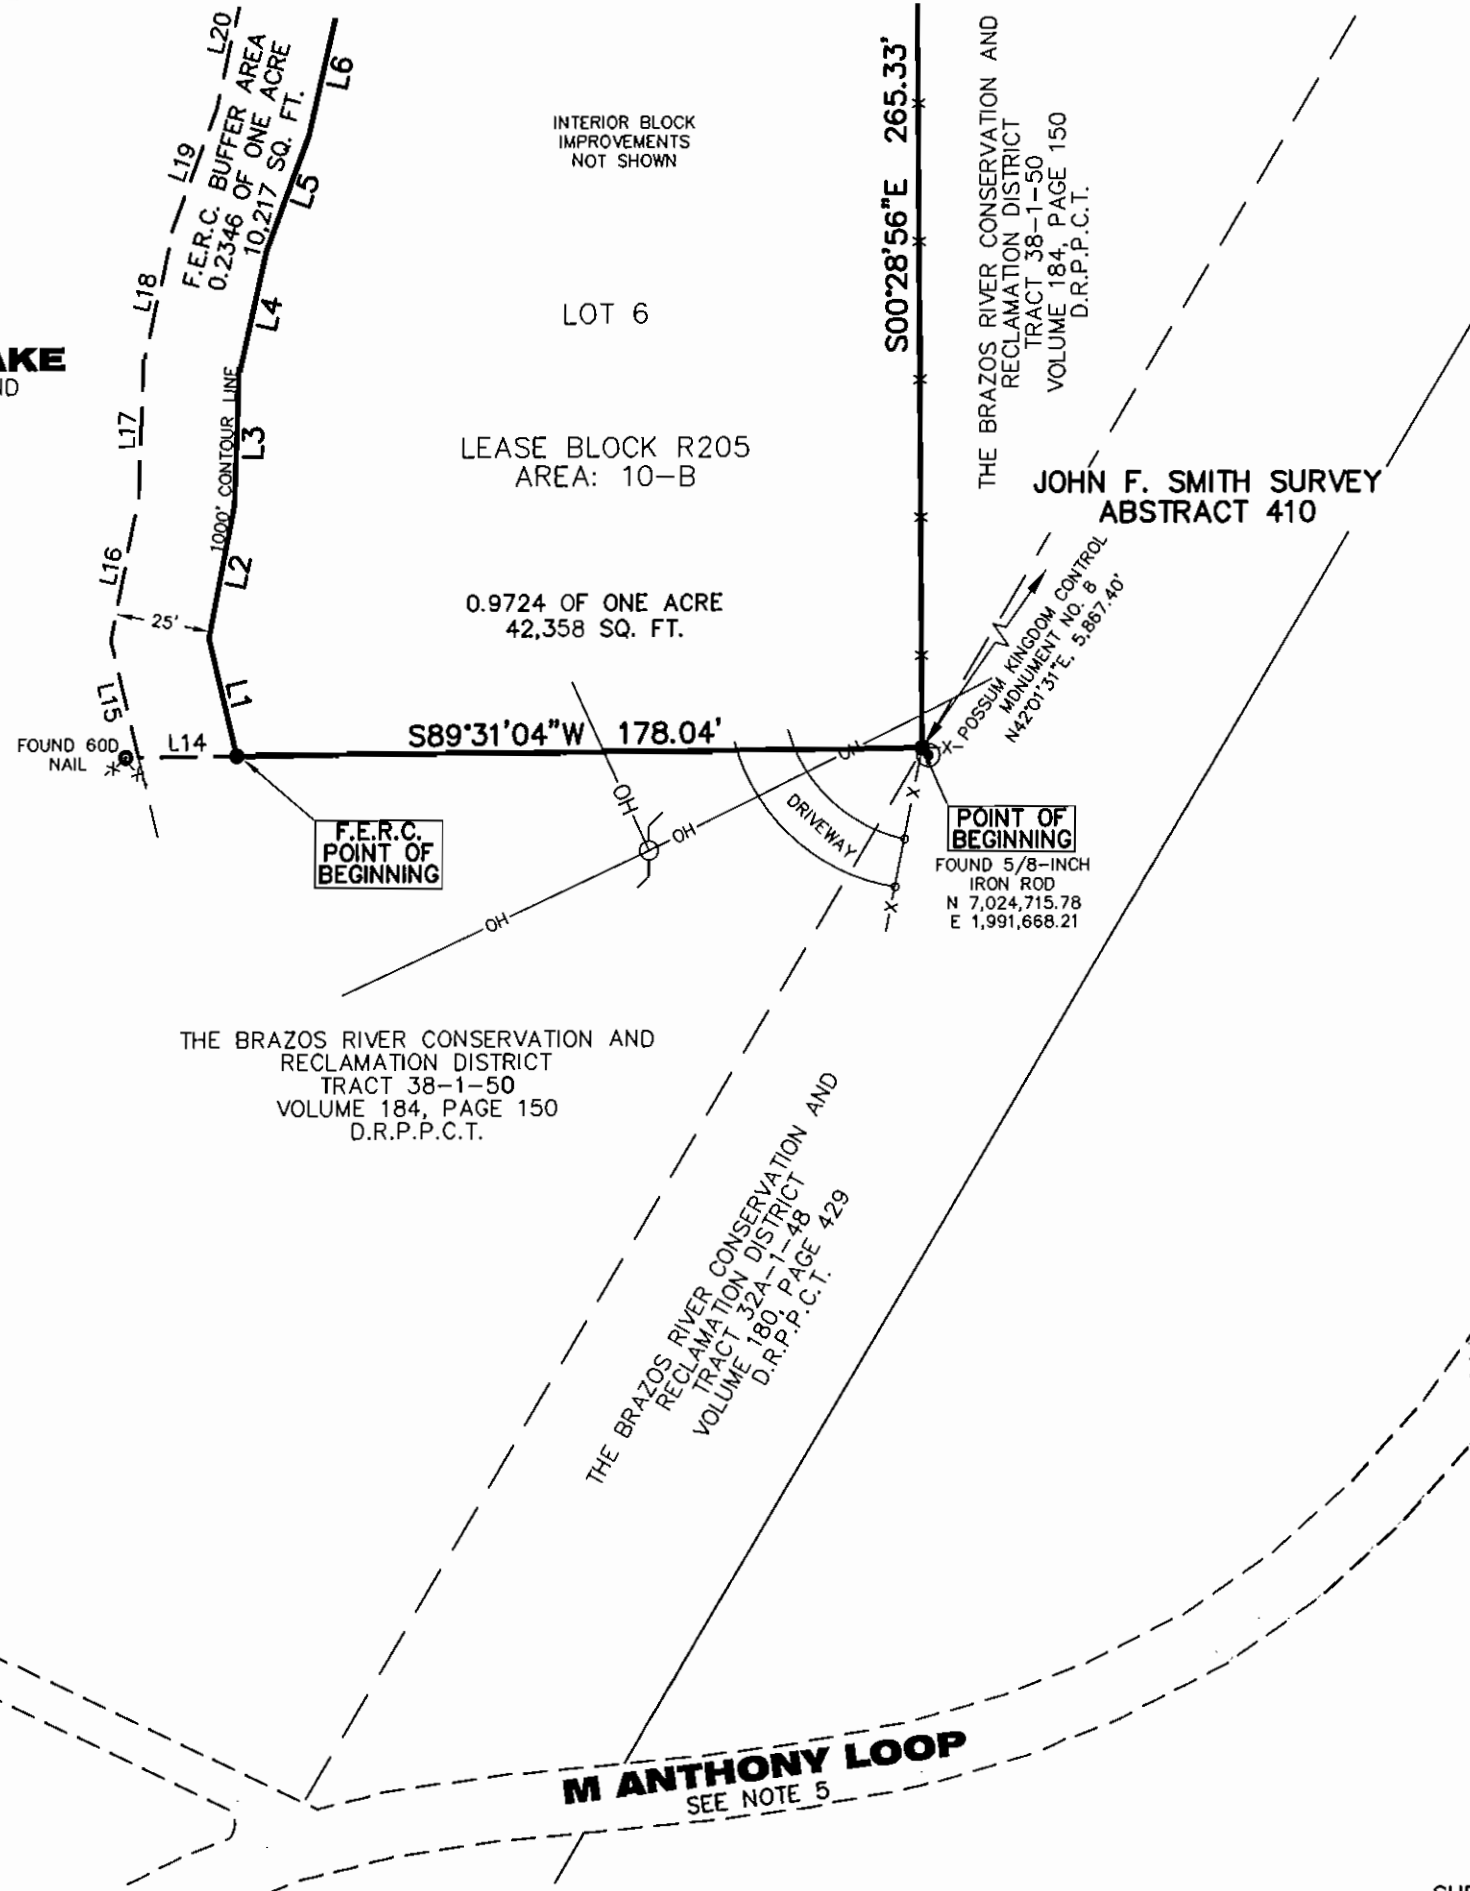 L20
F.E.R.C. BUFFER AREA
0.2346 OF ONE ACRE
10,217 SQ. FT.
L6
L19
L5
L18
L4
INTERIOR BLOCK
IMPROVEMENTS
NOT SHOWN
LOT 6
S00°28'56"E 265.33'
THE BRAZOS RIVER CONSERVATION AND
RECLAMATION DISTRICT
TRACT 38-1-50
VOLUME 184, PAGE 150
D.R.P.P.C.T.
L17
1000' CONTOUR LINE
L3
LEASE BLOCK R205
AREA: 10-B
JOHN F. SMITH SURVEY
ABSTRACT 410
L16
L2
0.9724 OF ONE ACRE
42,358 SQ. FT.
25'
POSSUM KINGDOM CONTROL
MONUMENT NO. B
N42°01'31"E, 5,867.40'
L15
L1
S89°31'04"W 178.04'
FOUND 60D
NAIL
L14
OH
OH
OH
OH
DRIVEWAY
F.E.R.C.
POINT OF
BEGINNING
POINT OF
BEGINNING
FOUND 5/8-INCH
IRON ROD
N 7,024,715.78
E 1,991,668.21
THE BRAZOS RIVER CONSERVATION AND
RECLAMATION DISTRICT
TRACT 38-1-50
VOLUME 184, PAGE 150
D.R.P.P.C.T.
THE BRAZOS RIVER CONSERVATION AND
RECLAMATION DISTRICT
TRACT 32A-1-48
VOLUME 180, PAGE 429
D.R.P.P.C.T.
M ANTHONY LOOP
SEE NOTE 5